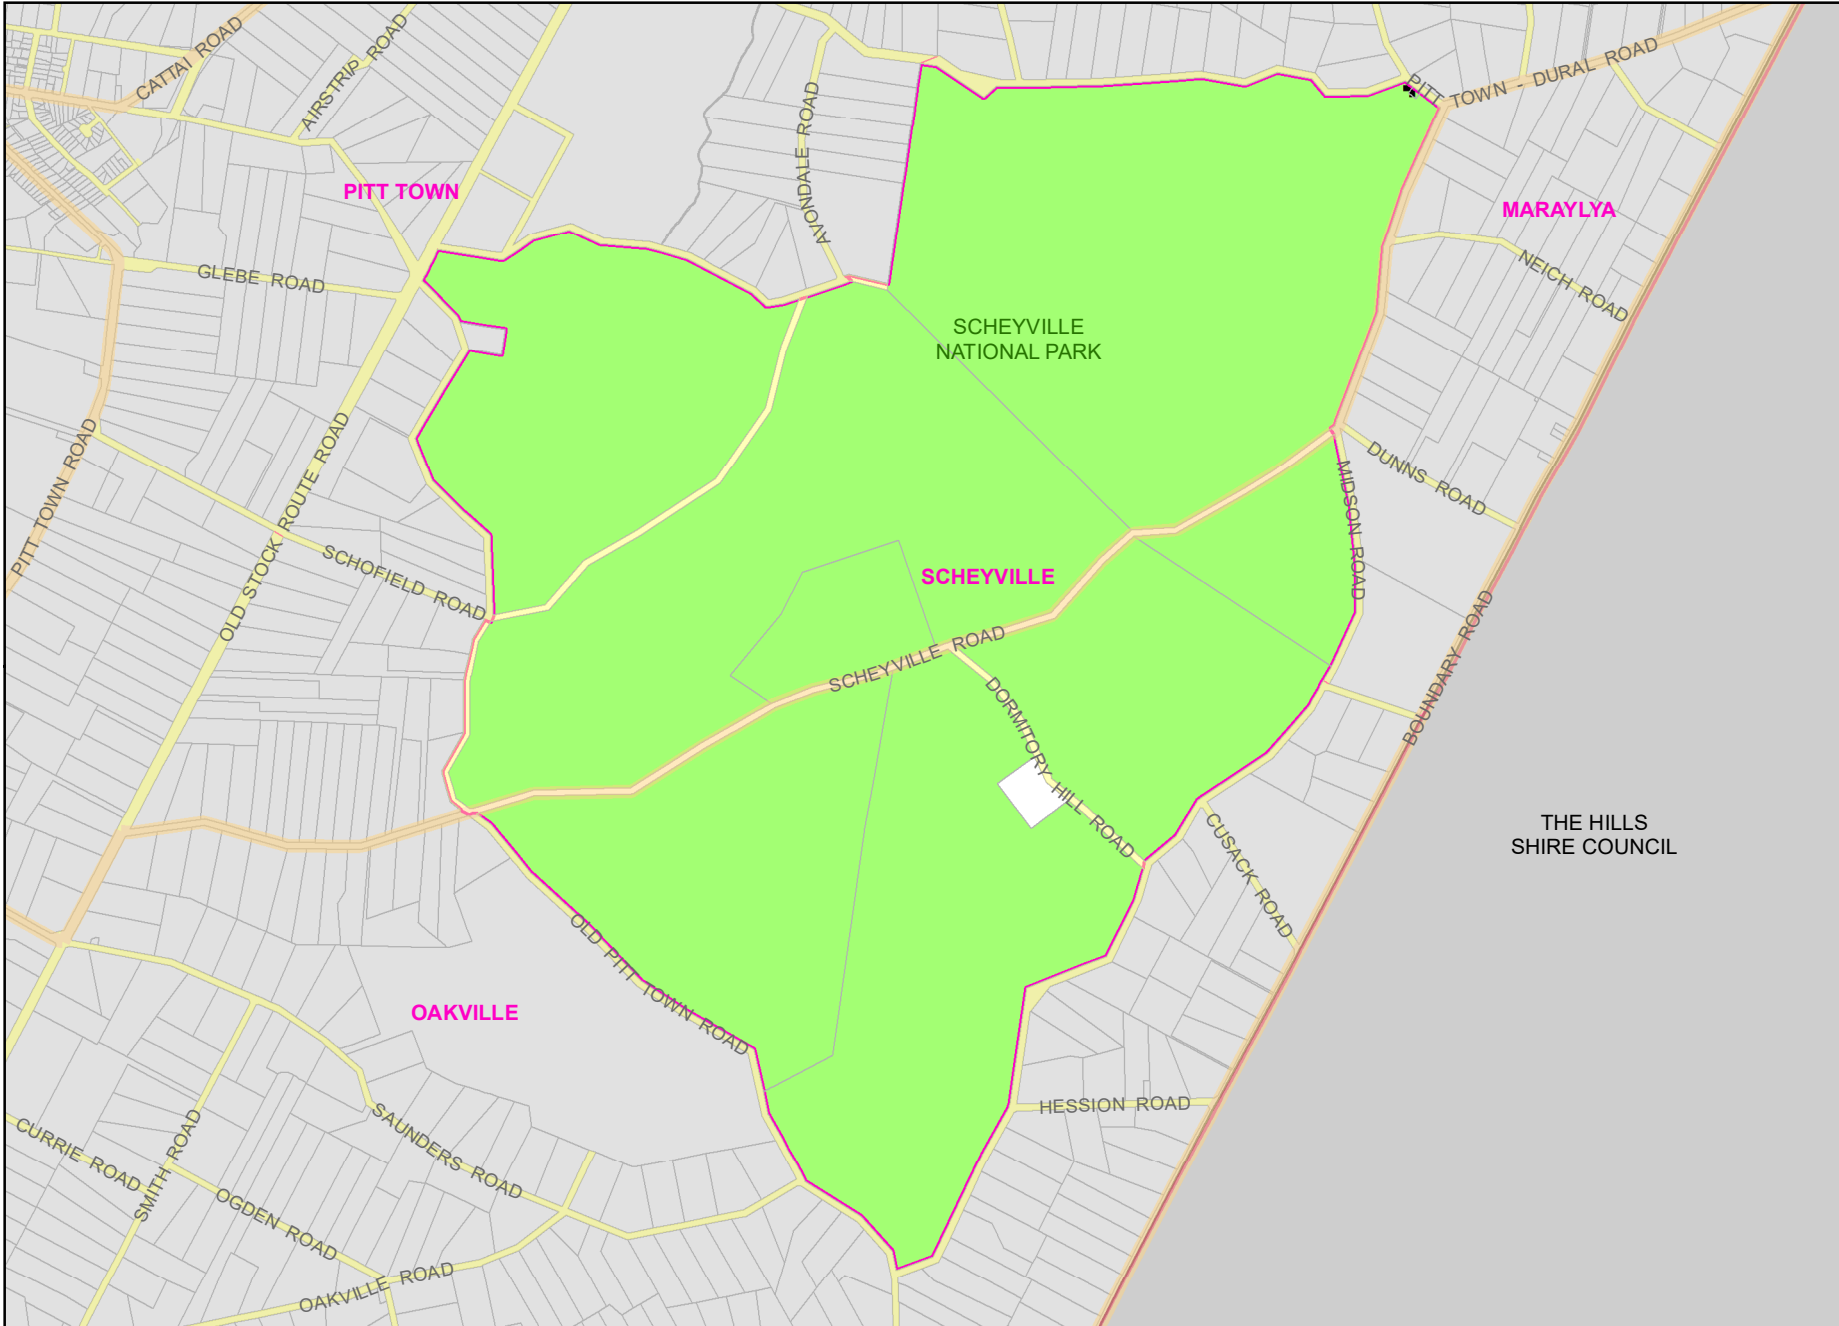 CATTAI ROAD
AIRSTRIP ROAD
PITT TOWN - DURAL ROAD
AVONDALE ROAD
PITT TOWN
MARAYLYA
GLEBE ROAD
NEICH ROAD
SCHEYVILLE
NATIONAL PARK
PITT TOWN ROAD
OLD STOCK ROUTE ROAD
DUNNS ROAD
MIDSON ROAD
SCHOFIELD ROAD
SCHEYVILLE
SCHEYVILLE ROAD
BOUNDARY ROAD
DORMITORY HILL ROAD
THE HILLS
SHIRE COUNCIL
CUSACK ROAD
OLD PITT TOWN ROAD
OAKVILLE
HESSION ROAD
CURRIE ROAD
SMITH ROAD
SAUNDERS ROAD
OGDEN ROAD
OAKVILLE ROAD